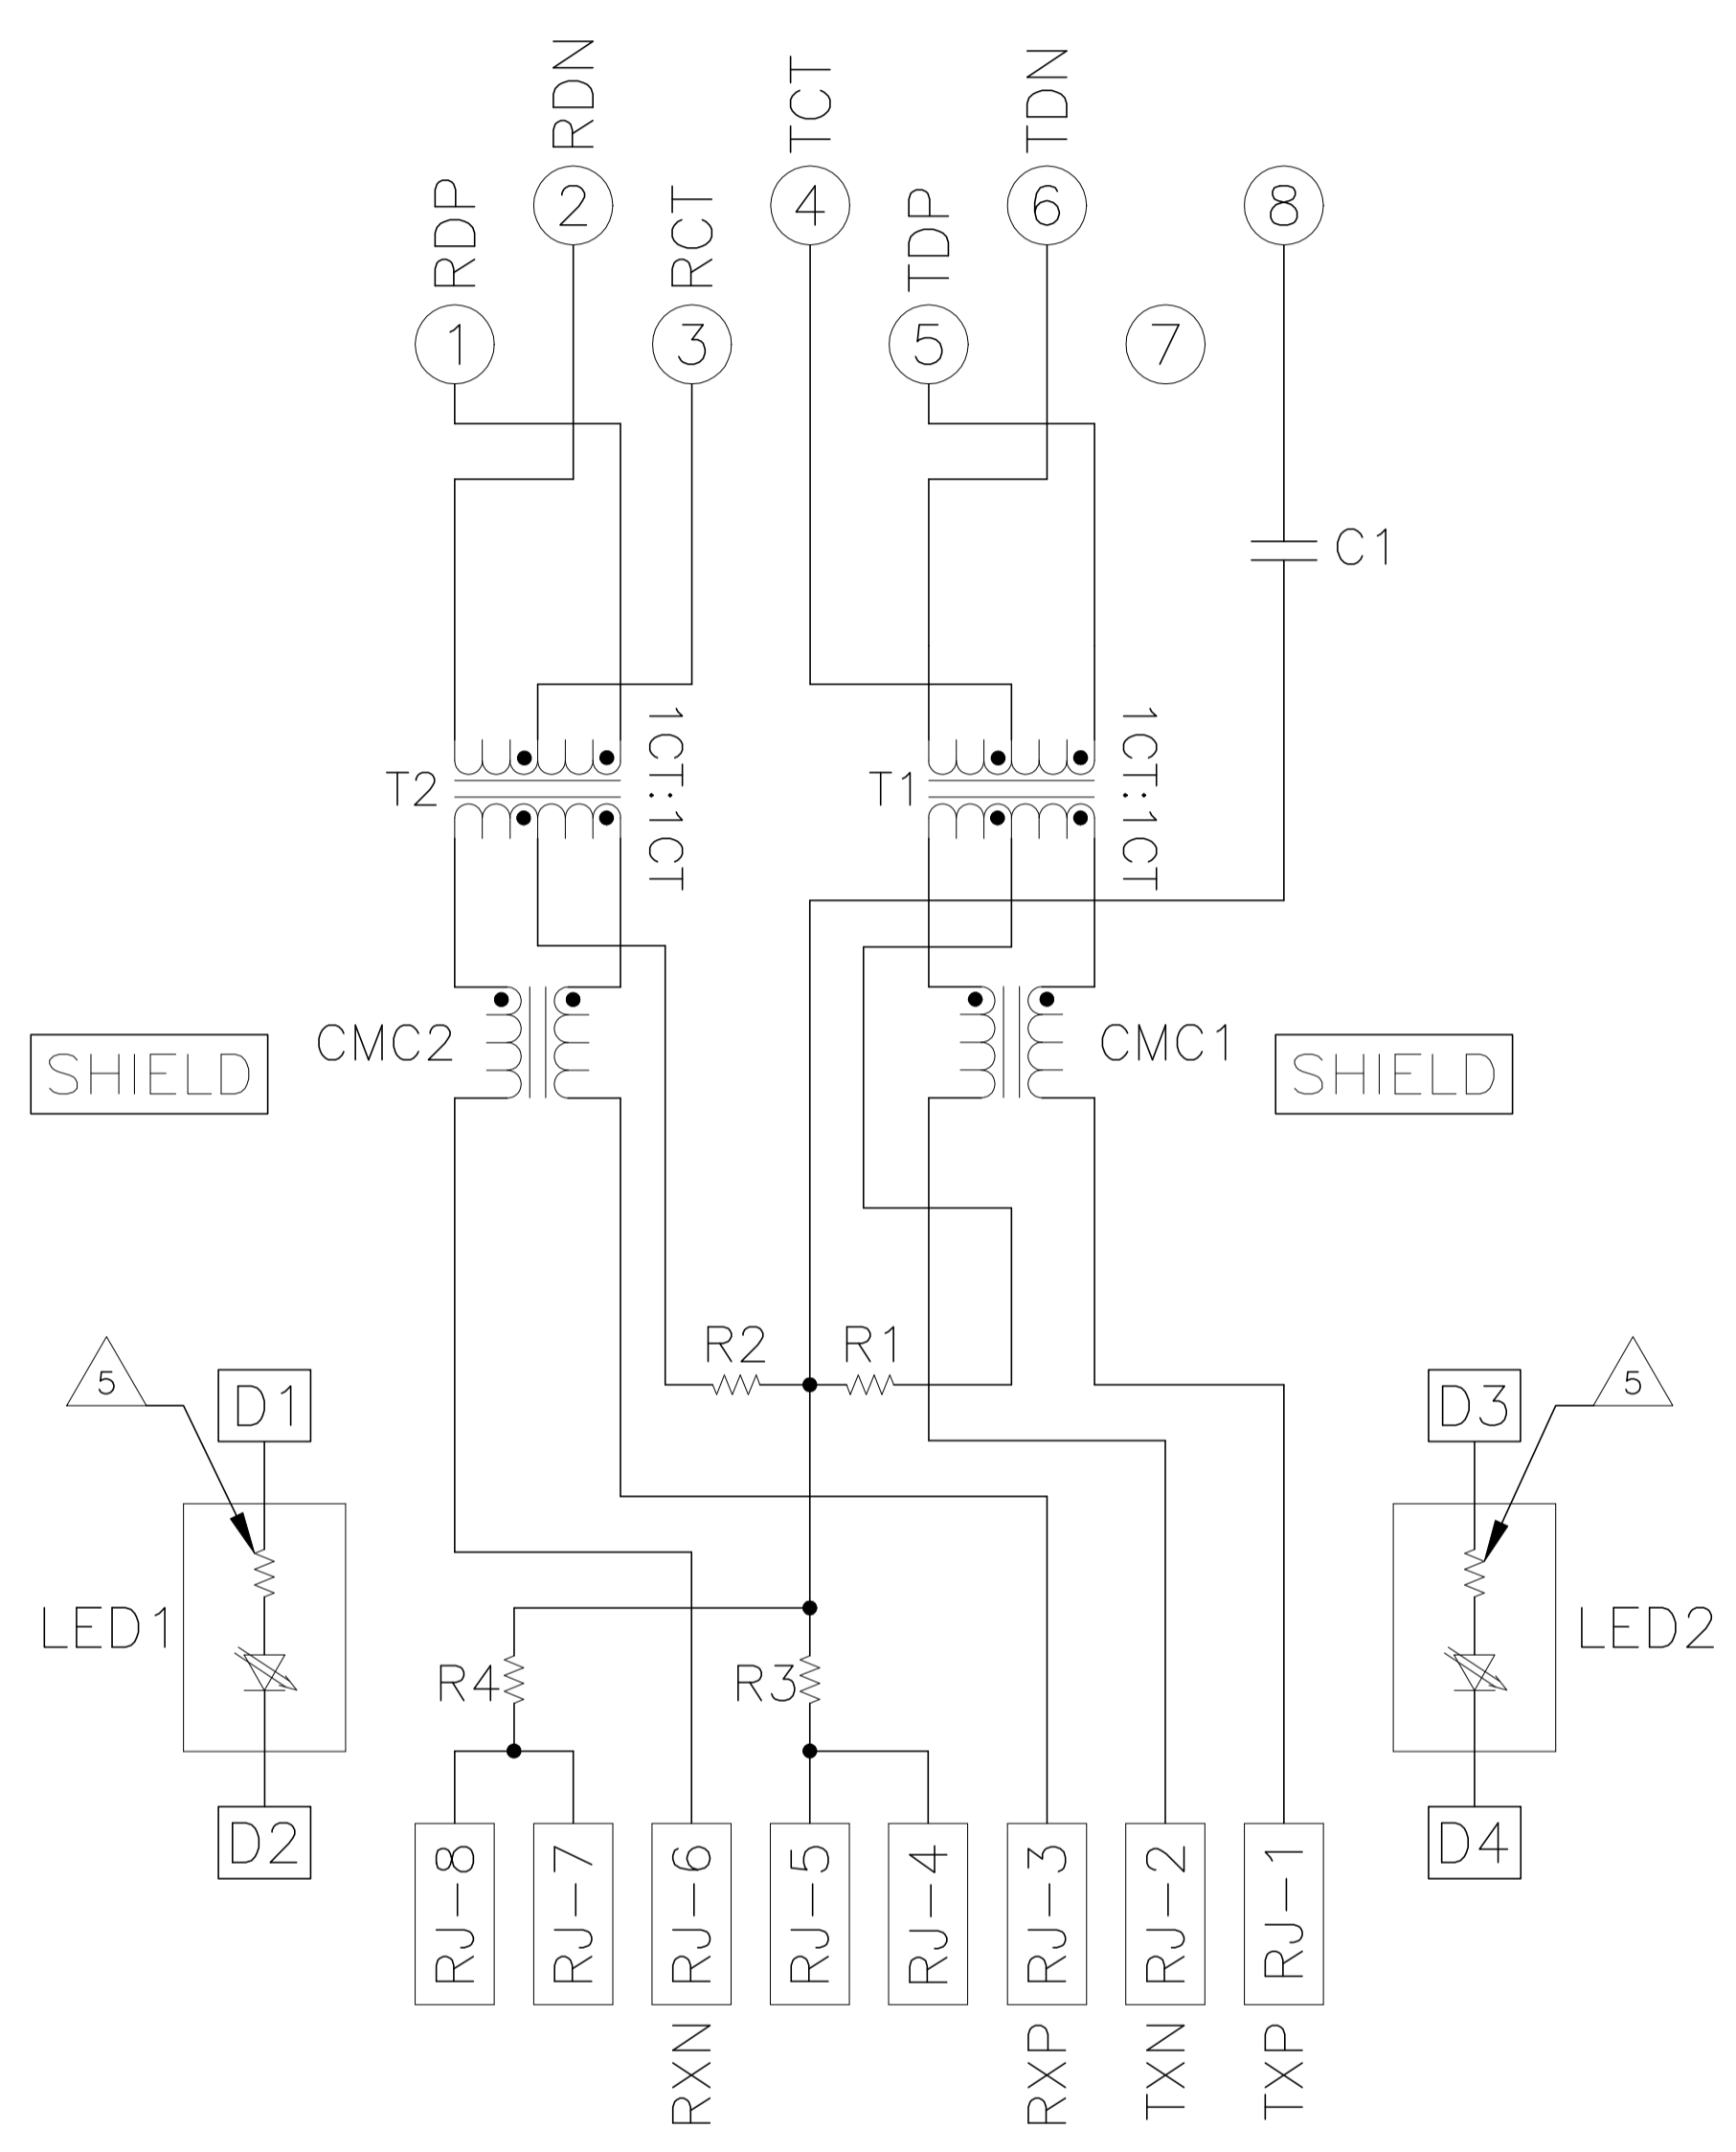 RDN
TCT
TDN
2
4
6
8
RDP
RCT
TDP
1
3
5
7
C1
1CT:1CT
1CT:1CT
T2
T1
CMC2
CMC1
SHIELD
SHIELD
R2
R1
5
5
D1
D3
LED1
LED2
R4
R3
D2
D4
RJ-8
RJ-7
RJ-6
RJ-5
RJ-4
RJ-3
RJ-2
RJ-1
RXN
RXP
TXN
TXP